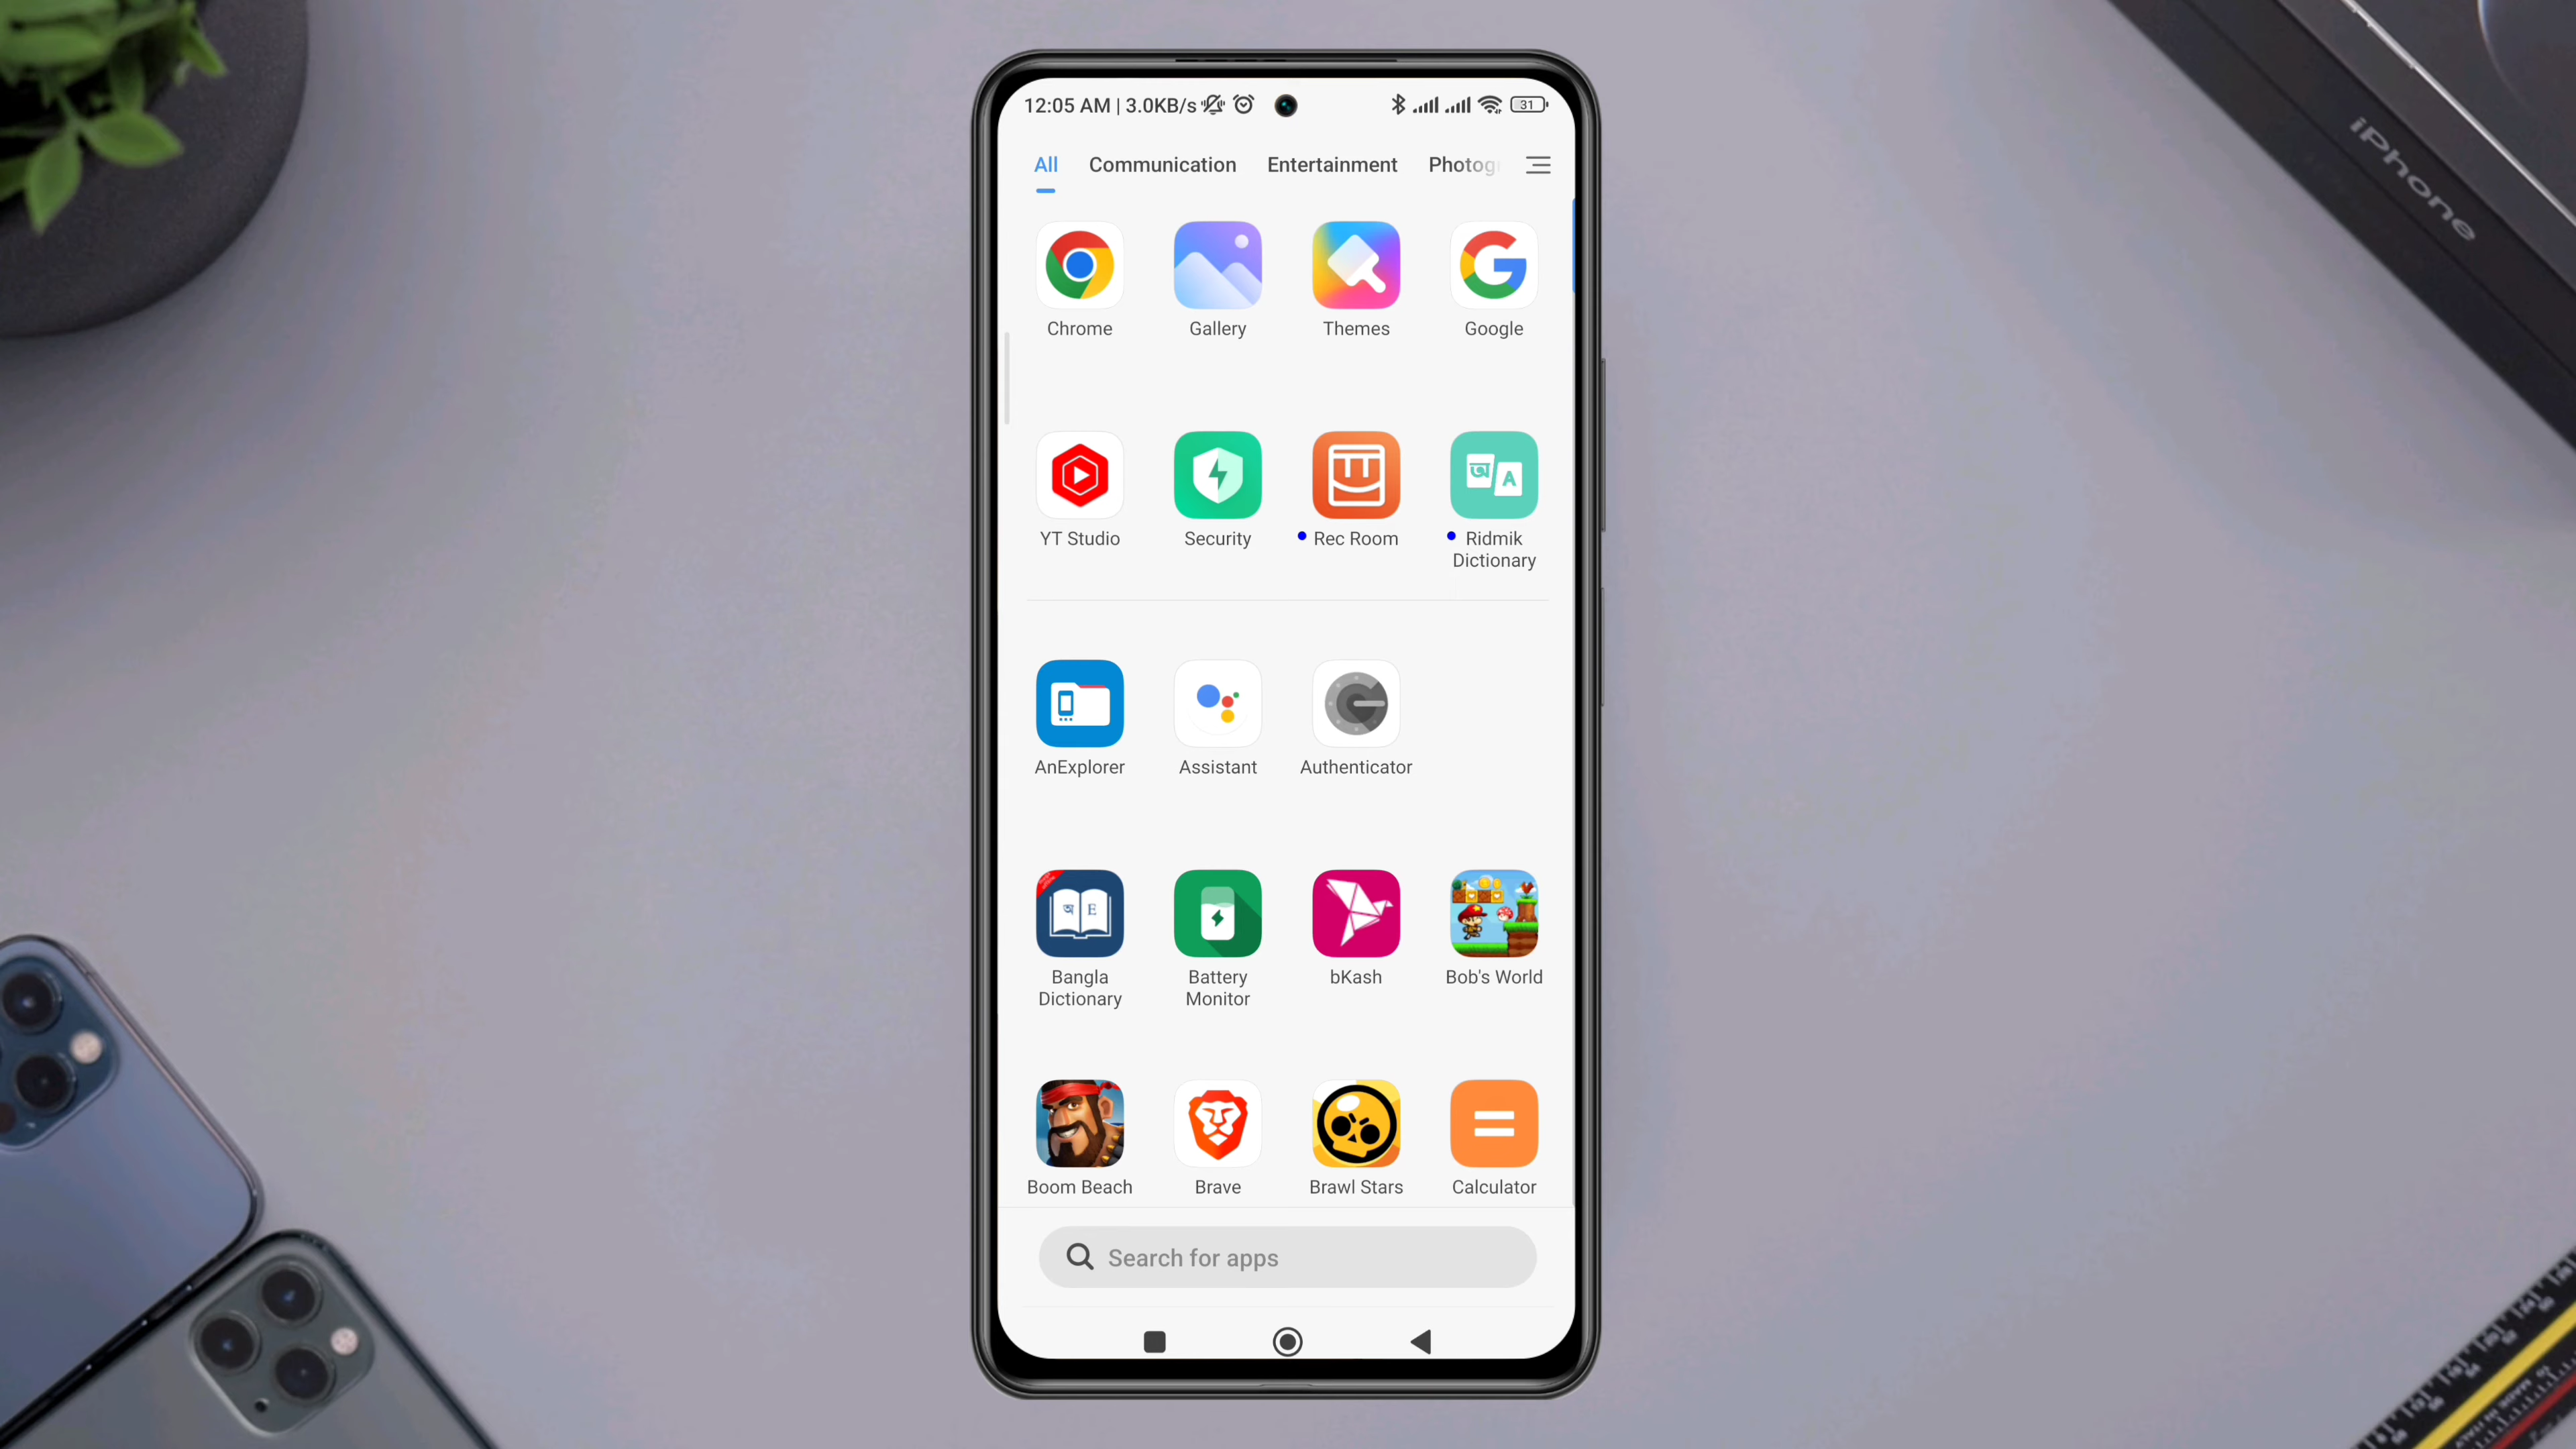 12:05 AM | 3.0KB/s
31
All Communication Entertainment Photog
Chrome Gallery Themes Google
YT Studio Security Rec Room Ridmik
Dictionary
অ A
AnExplorer Assistant Authenticator
অ E
Bangla Battery bKash Bob's World
Dictionary Monitor
Boom Beach Brave Brawl Stars Calculator
Search for apps
iPhone